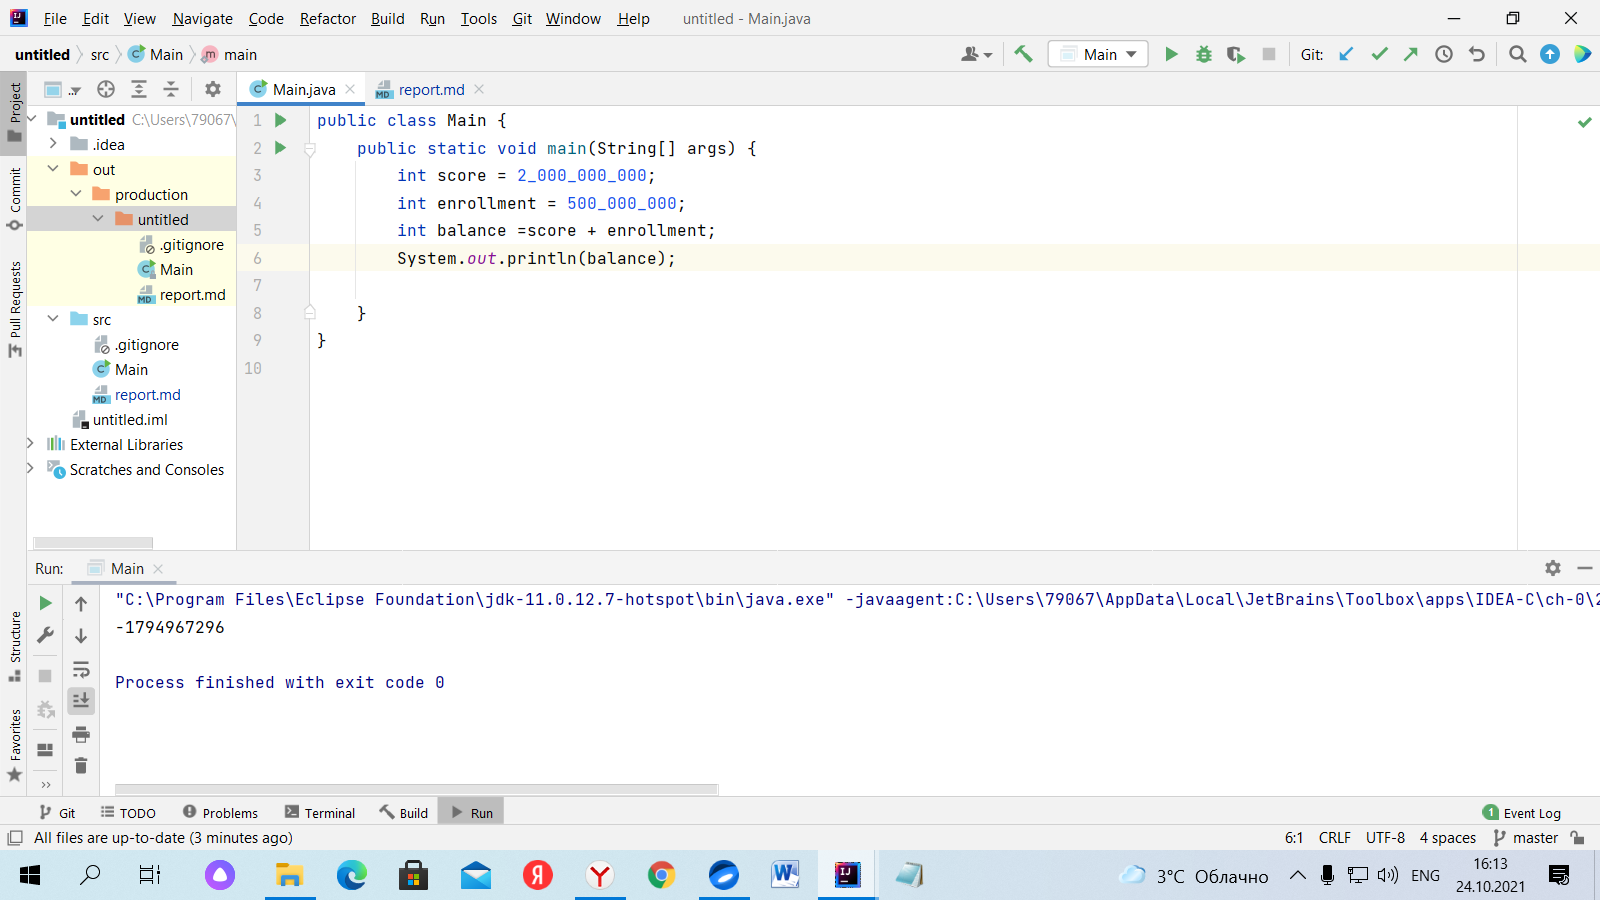 File Edit View Navigate Code Refactor Build Run Tools Git Window Help untitled - Main.java
untitled src Main main Main Git:
Project
Commit
Pull Requests
Structure
Favorites
Main.java report.md
untitled C:\Users\79067\
.idea
out
production
untitled
.gitignore
Main
report.md
src
.gitignore
Main
report.md
untitled.iml
External Libraries
Scratches and Consoles
1 public class Main {
2 public static void main(String[] args) {
3 int score = 2_000_000_000;
4 int enrollment = 500_000_000;
5 int balance =score + enrollment;
6 System.out.println(balance);
7
8 }
9 }
10
Run: Main
"C:\Program Files\Eclipse Foundation\jdk-11.0.12.7-hotspot\bin\java.exe" -javaagent:C:\Users\79067\AppData\Local\JetBrains\Toolbox\apps\IDEA-C\ch-0\2
-1794967296
Process finished with exit code 0
Git TODO Problems Terminal Build Run 1 Event Log
All files are up-to-date (3 minutes ago) 6:1 CRLF UTF-8 4 spaces master
3°C Облачно ENG 16:13
24.10.2021